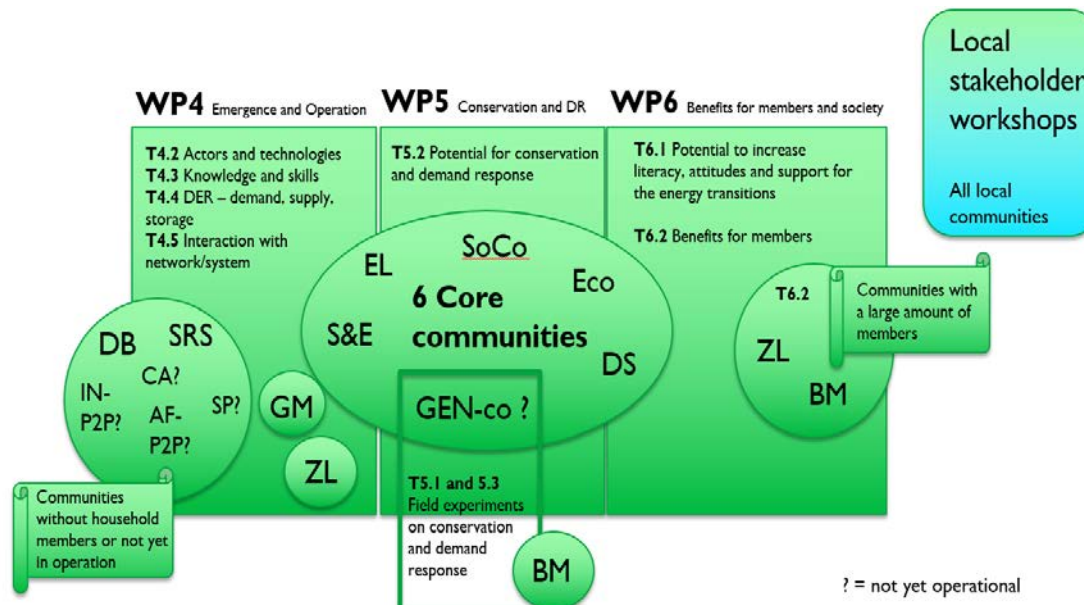 Local
stakeholder
workshops
All local
communities
WP4 Emergence and Operation
WP5 Conservation and DR
WP6 Benefits for members and society
T4.2 Actors and technologies
T4.3 Knowledge and skills
T4.4 DER – demand, supply,
storage
T4.5 Interaction with
network/system
T5.2 Potential for conservation
and demand response
T6.1 Potential to increase
literacy, attitudes and support for
the energy transitions
T6.2 Benefits for members
SoCo
EL
Eco
6 Core
communities
S&E
DS
GEN-co ?
DB
SRS
CA?
IN-
P2P?
AF-
P2P?
SP?
GM
ZL
Communities
without household
members or not yet
in operation
T5.1 and 5.3
Field experiments
on conservation
and demand
response
BM
T6.2
ZL
BM
Communities with
a large amount of
members
? = not yet operational